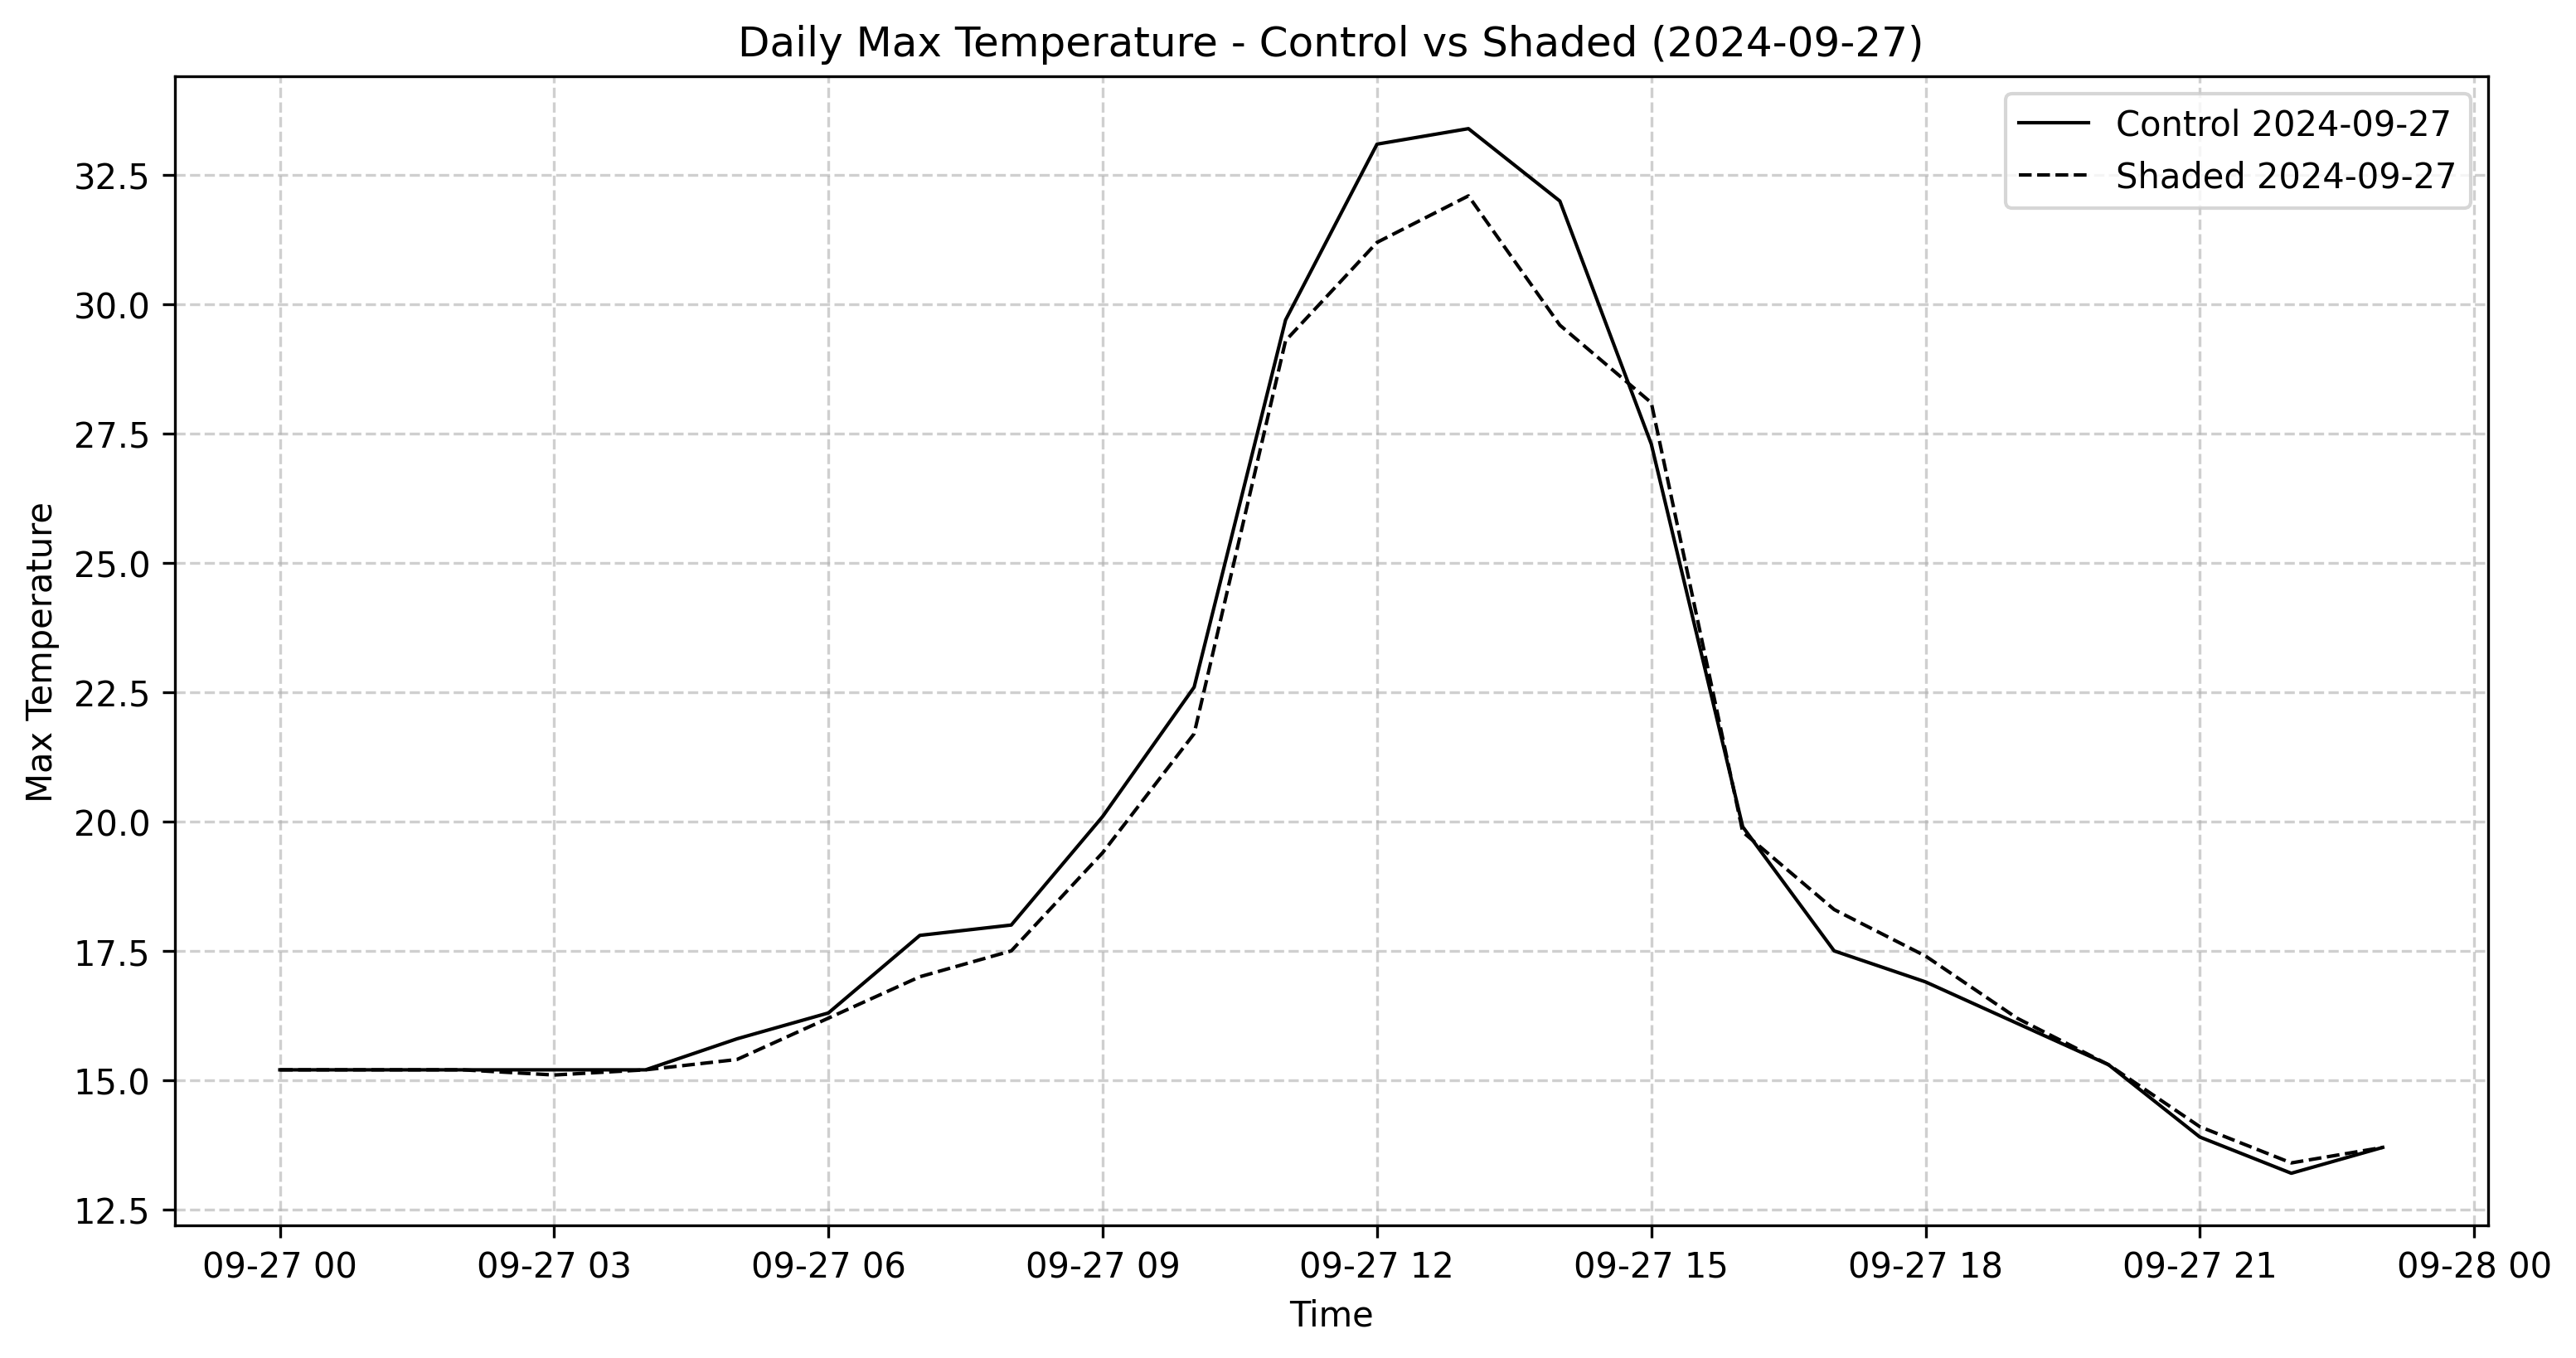 Daily Max Temperature - Control vs Shaded (2024-09-27)
Control 2024-09-27
Shaded 2024-09-27
Max Temperature
32.5
30.0
27.5
25.0
22.5
20.0
17.5
15.0
12.5
09-27 00 09-27 03 09-27 06 09-27 09 09-27 12 09-27 15 09-27 18 09-27 21 09-28 00
Time